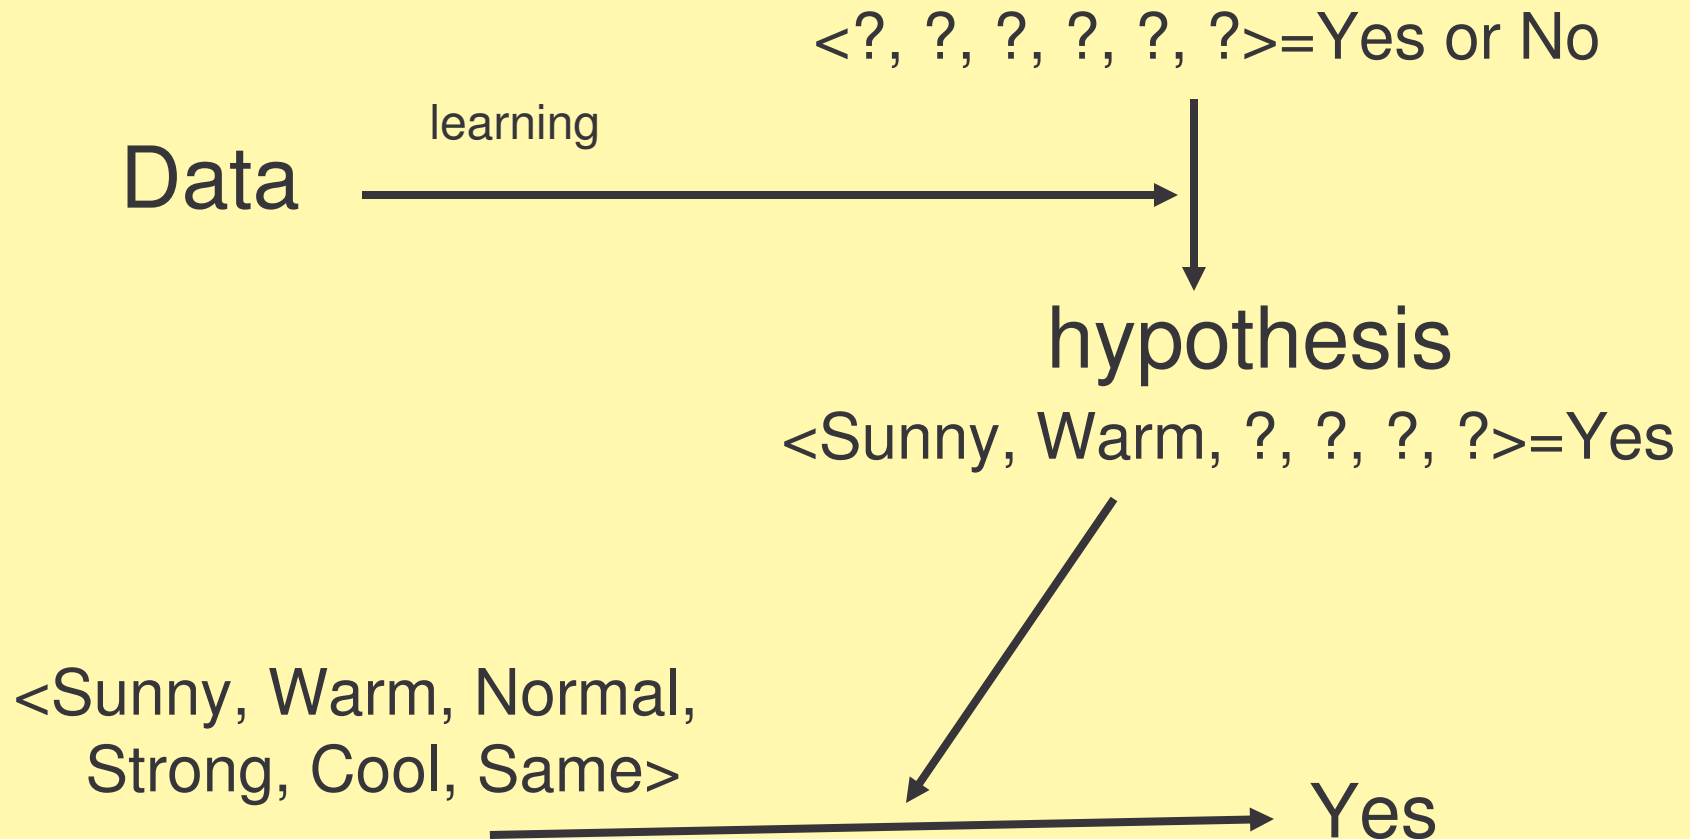 <?, ?, ?, ?, ?, ?>=Yes or No
learning
Data
hypothesis
<Sunny, Warm, ?, ?, ?, ?>=Yes
<Sunny, Warm, Normal,
Strong, Cool, Same>
Yes